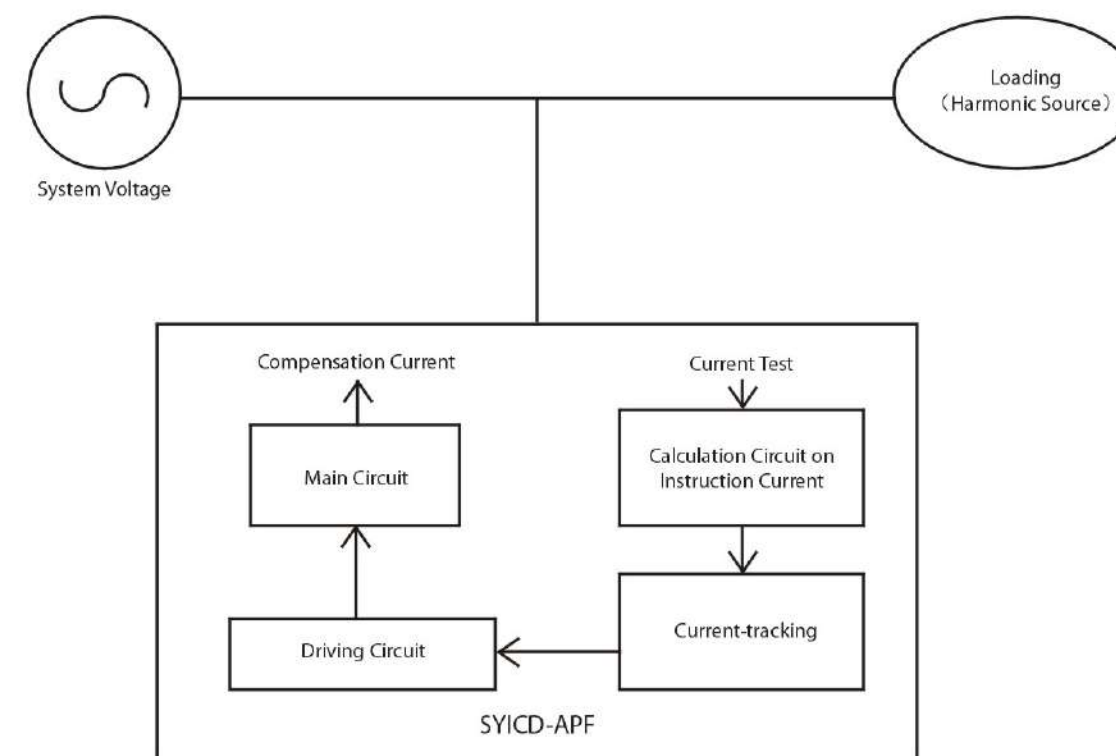 Loading
（Harmonic Source）
System Voltage
Compensation Current
Current Test
Main Circuit
Calculation Circuit on
Instruction Current
Driving Circuit
Current-tracking
SYICD-APF